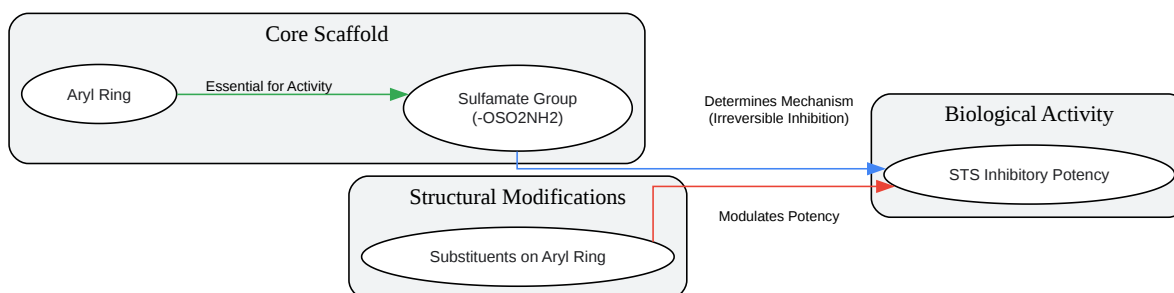 Core Scaffold
Aryl Ring
Essential for Activity
Sulfamate Group
(-OSO2NH2)
Determines Mechanism
(Irreversible Inhibition)
Biological Activity
STS Inhibitory Potency
Structural Modifications
Modulates Potency
Substituents on Aryl Ring